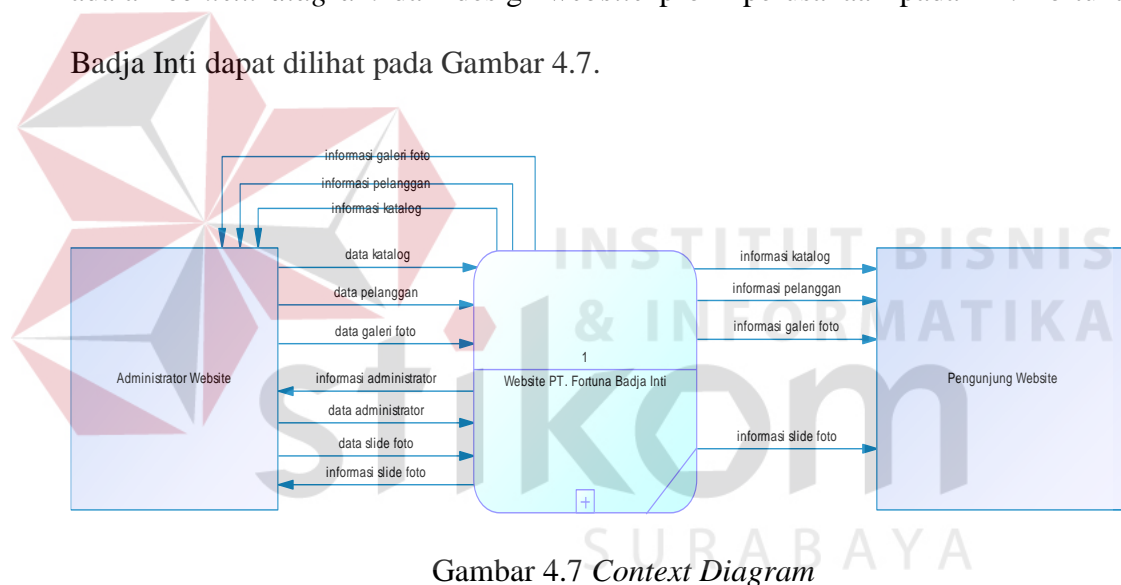 Badja Inti dapat dilihat pada Gambar 4.7.
informasi galeri foto
informasi pelanggan
informasi katalog
data katalog
data pelanggan
data galeri foto
Administrator Website
informasi administrator
data administrator
data slide foto
informasi slide foto
1
Website PT. Fortuna Badja Inti
informasi katalog
informasi pelanggan
informasi galeri foto
informasi slide foto
Pengunjung Website
INSTITUT BISNIS
& INFORMATIKA
stikom
SURABAYA
Gambar 4.7 Context Diagram